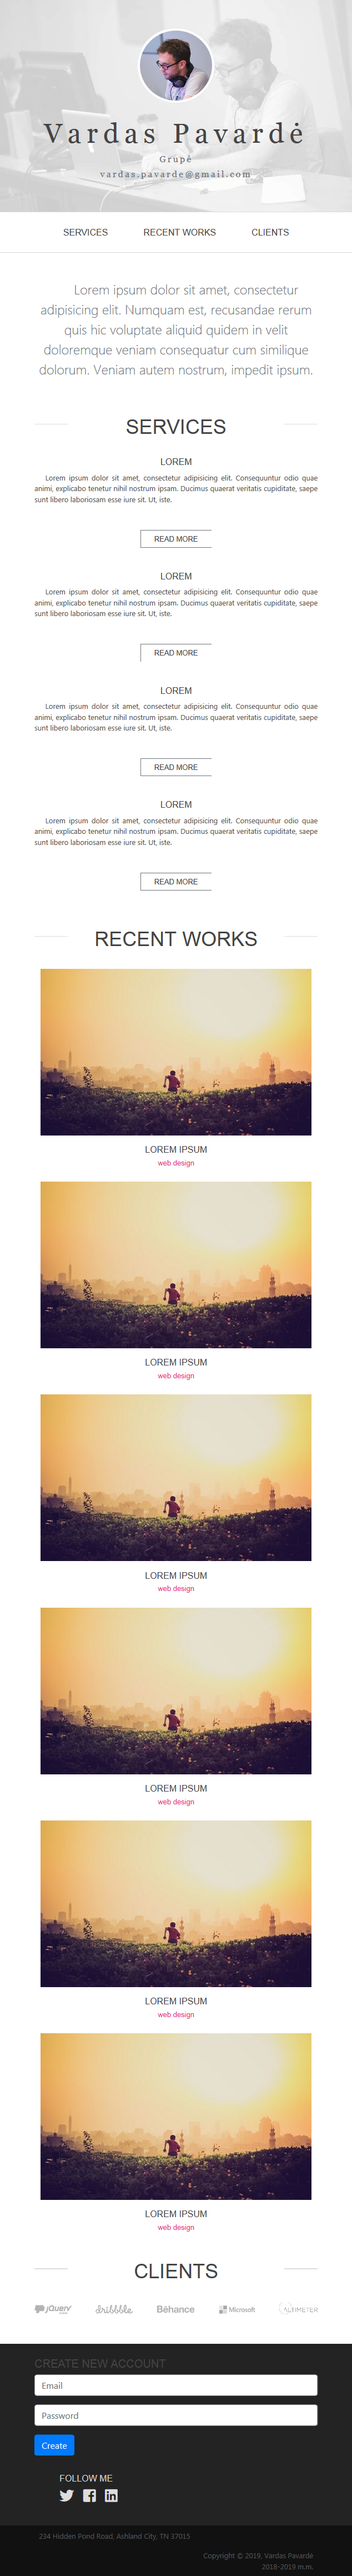 Vardas Pavardė
Grupė
vardas.pavarde@gmail.com
SERVICES RECENT WORKS CLIENTS
Lorem ipsum dolor sit amet, consectetur
adipisicing elit. Numquam est, recusandae rerum
quis hic voluptate aliquid quidem in velit
doloremque veniam consequatur cum similique
dolorum. Veniam autem nostrum, impedit ipsum.
SERVICES
LOREM
Lorem ipsum dolor sit amet, consectetur adipisicing elit. Consequuntur odio quae
animi, explicabo tenetur nihil nostrum ipsam. Ducimus quaerat veritatis cupiditate, saepe
sunt libero laboriosam esse iure sit. Ut, iste.
READ MORE
LOREM
Lorem ipsum dolor sit amet, consectetur adipisicing elit. Consequuntur odio quae
animi, explicabo tenetur nihil nostrum ipsam. Ducimus quaerat veritatis cupiditate, saepe
sunt libero laboriosam esse iure sit. Ut, iste.
READ MORE
LOREM
Lorem ipsum dolor sit amet, consectetur adipisicing elit. Consequuntur odio quae
animi, explicabo tenetur nihil nostrum ipsam. Ducimus quaerat veritatis cupiditate, saepe
sunt libero laboriosam esse iure sit. Ut, iste.
READ MORE
LOREM
Lorem ipsum dolor sit amet, consectetur adipisicing elit. Consequuntur odio quae
animi, explicabo tenetur nihil nostrum ipsam. Ducimus quaerat veritatis cupiditate, saepe
sunt libero laboriosam esse iure sit. Ut, iste.
READ MORE
RECENT WORKS
LOREM IPSUM
web design
LOREM IPSUM
web design
LOREM IPSUM
web design
LOREM IPSUM
web design
LOREM IPSUM
web design
LOREM IPSUM
web design
CLIENTS
jQuery dribbble Bēhance Microsoft ALTIMETER
CREATE NEW ACCOUNT
Email
Password
Create
FOLLOW ME
234 Hidden Pond Road, Ashland City, TN 37015
Copyright © 2019, Vardas Pavardė
2018-2019 m.m.